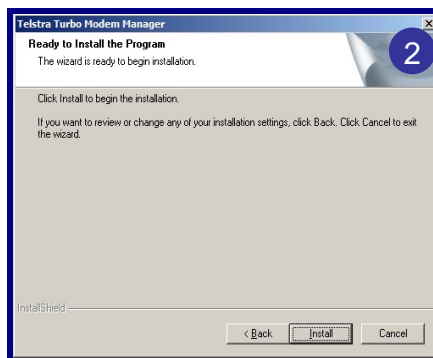 Telstra Turbo Modem Manager
Ready to Install the Program
The wizard is ready to begin installation.
2
Click Install to begin the installation.
If you want to review or change any of your installation settings, click Back. Click Cancel to exit
the wizard.
InstallShield
< Back Install Cancel